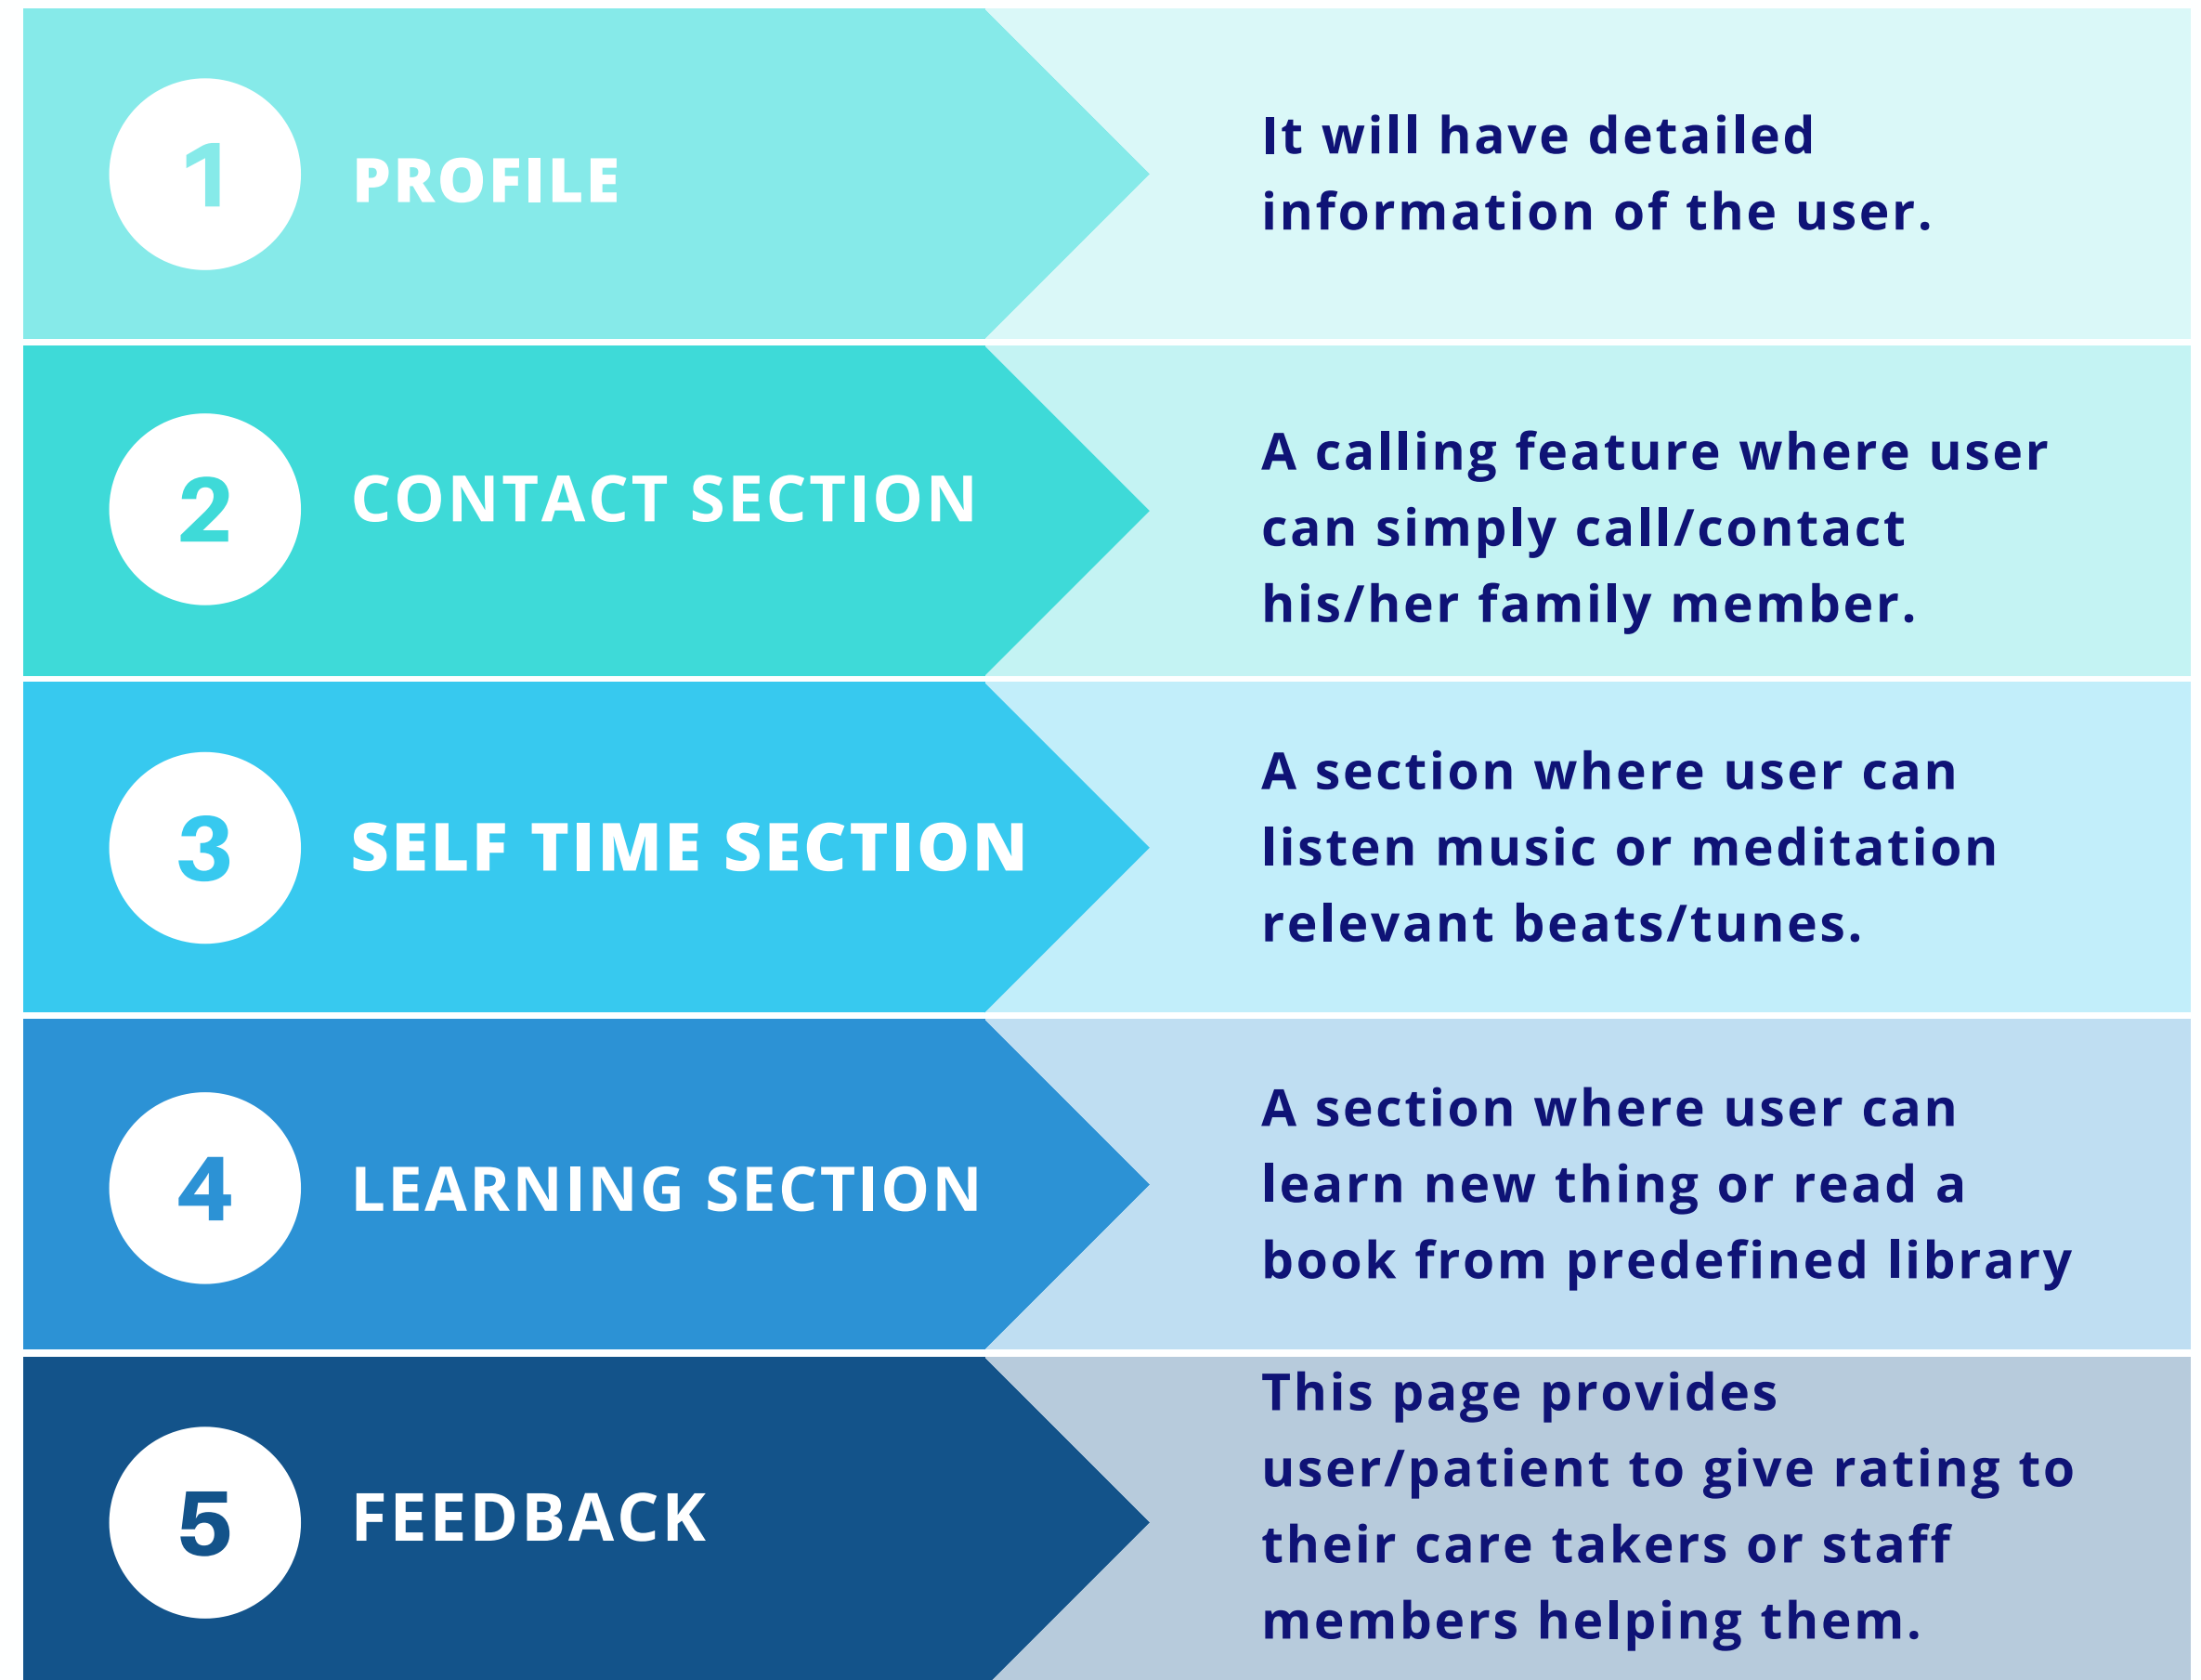 1
PROFILE
It will have detailed
information of the user.
2
CONTACT SECTION
A calling feature where user
can simply call/contact
his/her family member.
3
SELF TIME SECTION
A section where user can
listen music or meditation
relevant beats/tunes.
4
LEARNING SECTION
A section where user can
learn new thing or read a
book from predefined library
5
FEEDBACK
This page provides
user/patient to give rating to
their care takers or staff
members helping them.